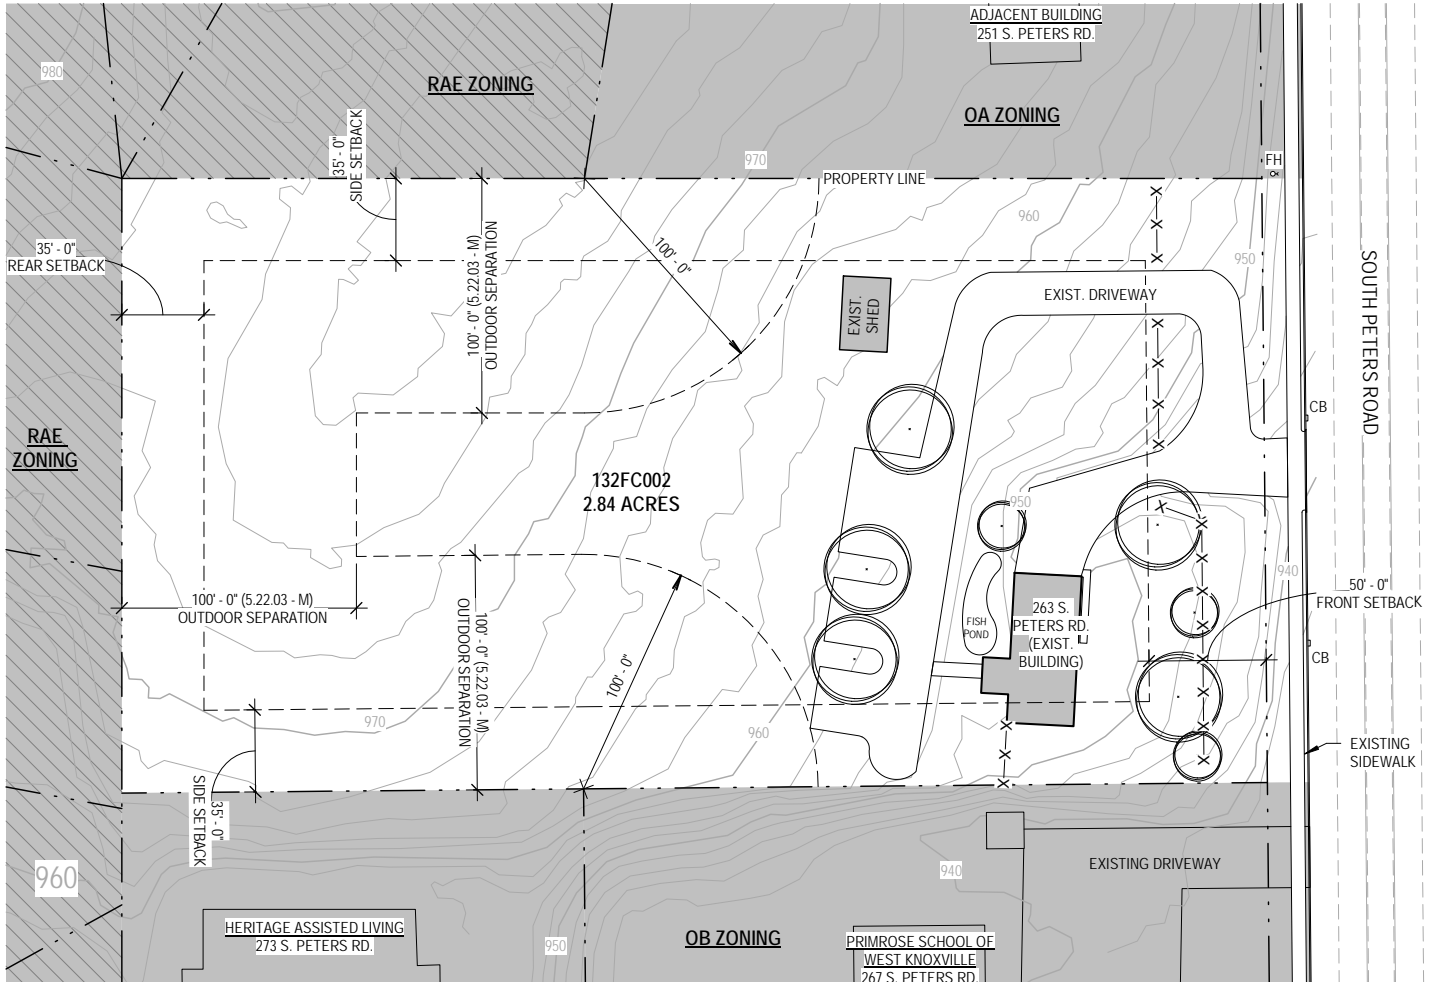 ADJACENT BUILDING
251 S. PETERS RD.
980
RAE ZONING
OA ZONING
35' - 0"
SIDE SETBACK
970
FH
PROPERTY LINE
960
35' - 0"
REAR SETBACK
100' - 0" (5.22.03 - M)
OUTDOOR SEPARATION
100' - 0"
950
EXIST. DRIVEWAY
EXIST.
SHED
SOUTH PETERS ROAD
CB
RAE
ZONING
132FC002
2.84 ACRES
950
940
50' - 0"
FRONT SETBACK
100' - 0" (5.22.03 - M)
OUTDOOR SEPARATION
100' - 0" (5.22.03 - M)
OUTDOOR SEPARATION
100' - 0"
FISH
POND
263 S.
PETERS RD.
(EXIST.
BUILDING)
CB
970
960
EXISTING
SIDEWALK
35' - 0"
SIDE SETBACK
960
940
EXISTING DRIVEWAY
HERITAGE ASSISTED LIVING
273 S. PETERS RD.
950
OB ZONING
PRIMROSE SCHOOL OF
WEST KNOXVILLE
267 S. PETERS RD.